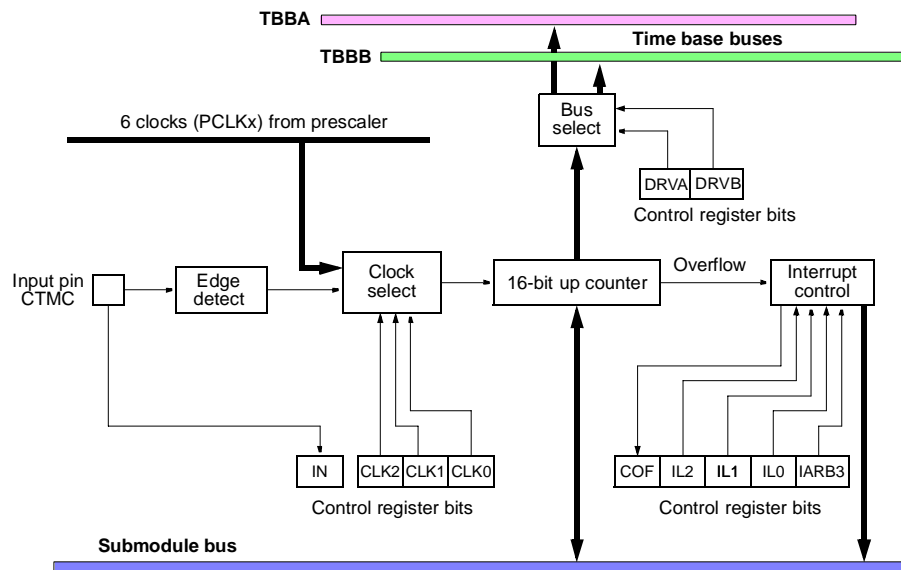 TBBA
Time base buses
TBBB
Bus
select
6 clocks (PCLKx) from prescaler
DRVA DRVB
Control register bits
Input pin
CTMC
Edge
detect
Clock
select
16-bit up counter
Overflow
Interrupt
control
IN
CLK2 CLK1 CLK0
Control register bits
COF IL2 IL1 IL0 IARB3
Control register bits
Submodule bus